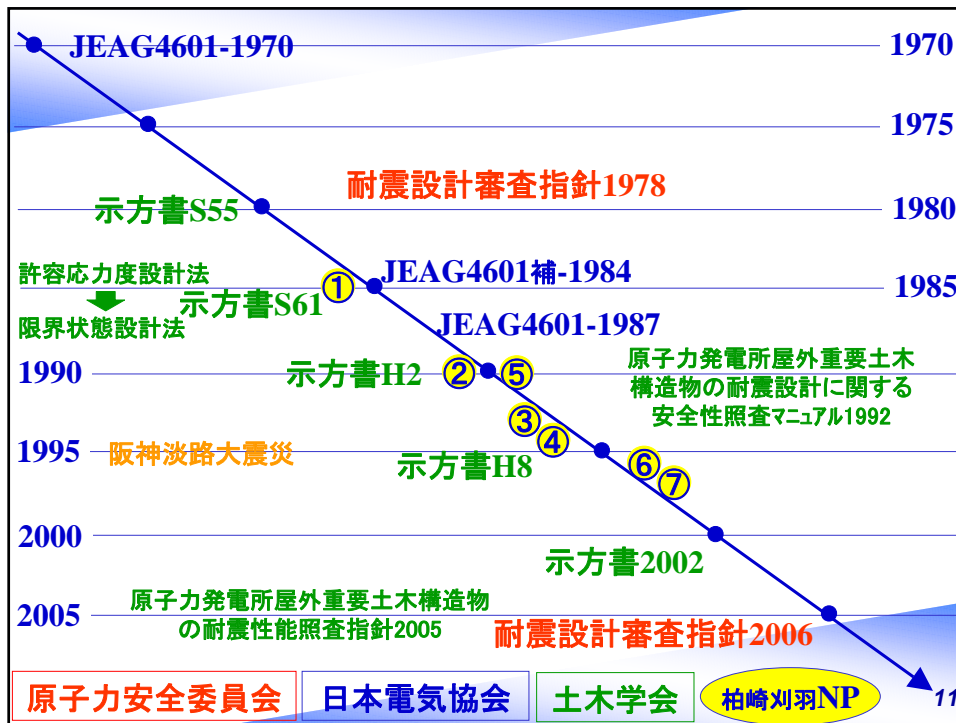 JEAG4601-1970
1970
1975
耐震設計審査指針1978
示方書S55
1980
許容応力度設計法
限界状態設計法
示方書S61
①
JEAG4601補-1984
1985
JEAG4601-1987
1990
示方書H2
②
⑤
原子力発電所屋外重要土木
構造物の耐震設計に関する
安全性照査マニュアル1992
③
④
1995
阪神淡路大震災
示方書H8
⑥
⑦
2000
示方書2002
2005
原子力発電所屋外重要土木構造物
の耐震性能照査指針2005
耐震設計審査指針2006
原子力安全委員会
日本電気協会
土木学会
柏崎刈羽NP
11